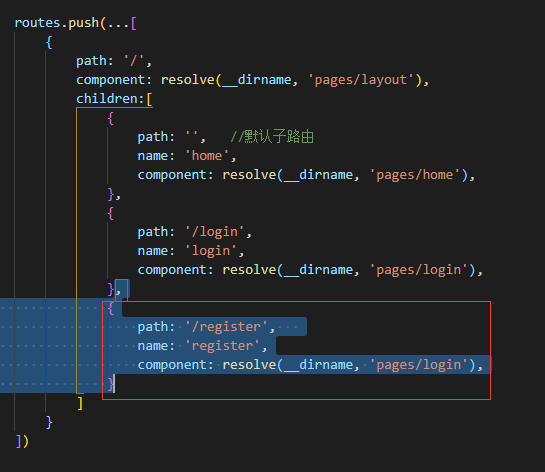 routes.push(...[
{
path: '/',
component: resolve(__dirname, 'pages/layout'),
children:[
{
path: '',   //默认子路由
name: 'home',
component: resolve(__dirname, 'pages/home'),
},
{
path: '/login',
name: 'login',
component: resolve(__dirname, 'pages/login'),
},
{
path: '/register',
name: 'register',
component: resolve(__dirname, 'pages/login'),
}
]
}
])